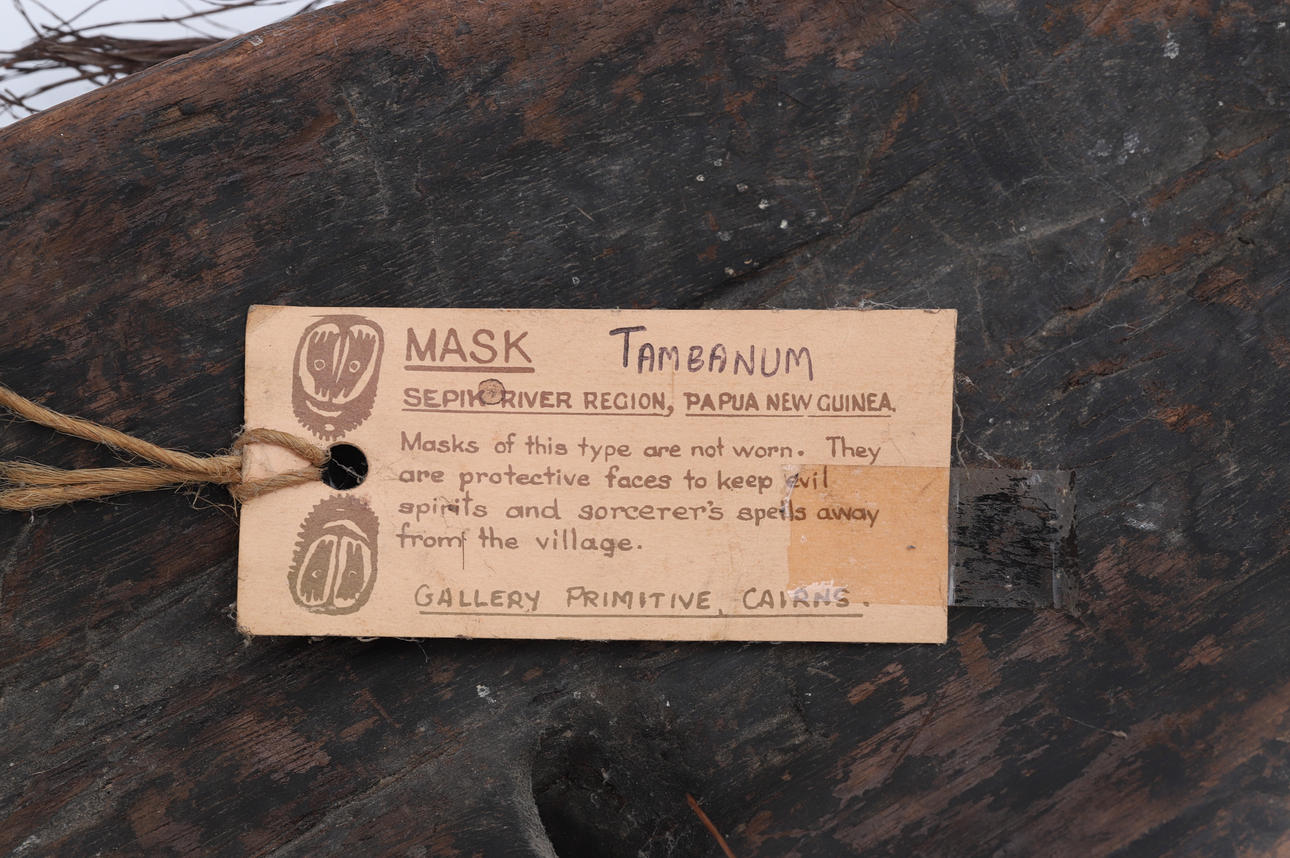 MASK TAMBANUM
SEPIK RIVER REGION, PAPUA NEW GUINEA.
Masks of this type are not worn. They
are protective faces to keep evil
spirits and sorcerer's spells away
from the village.
GALLERY PRIMITIVE, CAIRNS.